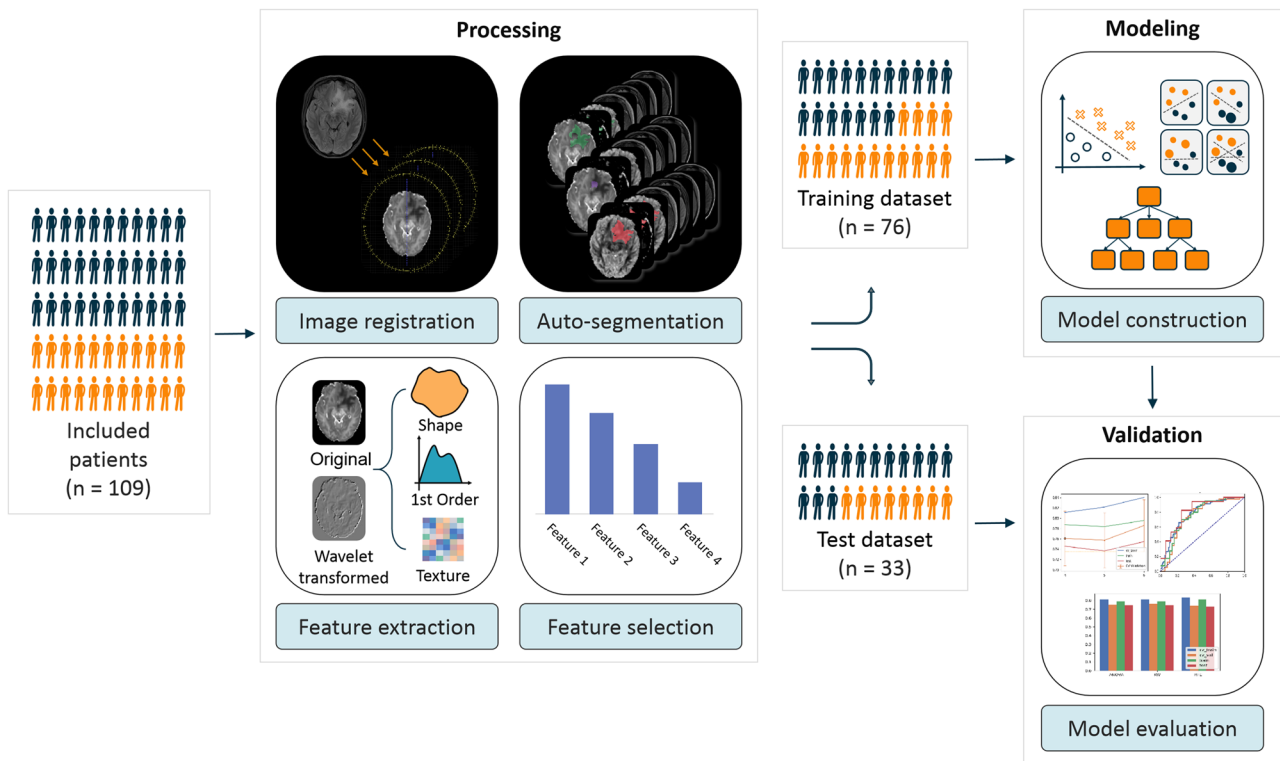 Processing
Image registration
Auto-segmentation
Original
Wavelet
transformed
Shape
1st Order
Texture
Feature 1
Feature 2
Feature 3
Feature 4
Feature extraction
Feature selection
Included
patients
(n = 109)
Training dataset
(n = 76)
Test dataset
(n = 33)
Modeling
Model construction
Validation
Model evaluation